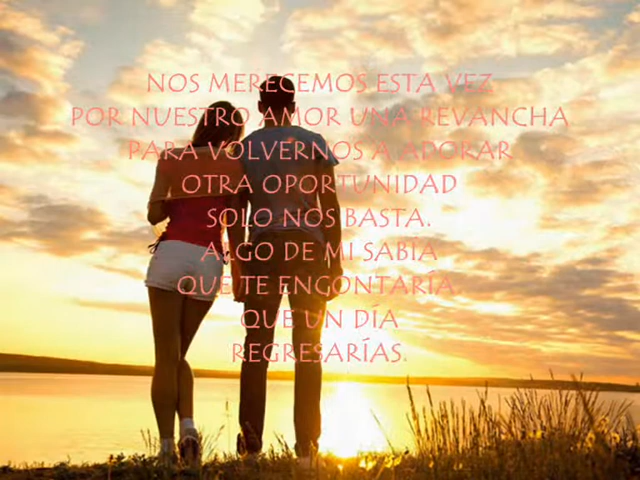 NOS MERECEMOS ESTA VEZ
POR NUESTRO AMOR UNA REVANCHA
PARA VOLVERNOS A ADORAR
OTRA OPORTUNIDAD
SOLO NOS BASTA.
ALGO DE MI SABÍA
QUE TE ENGONTARÍA,
QUE UN DÍA
REGRESARÍAS.